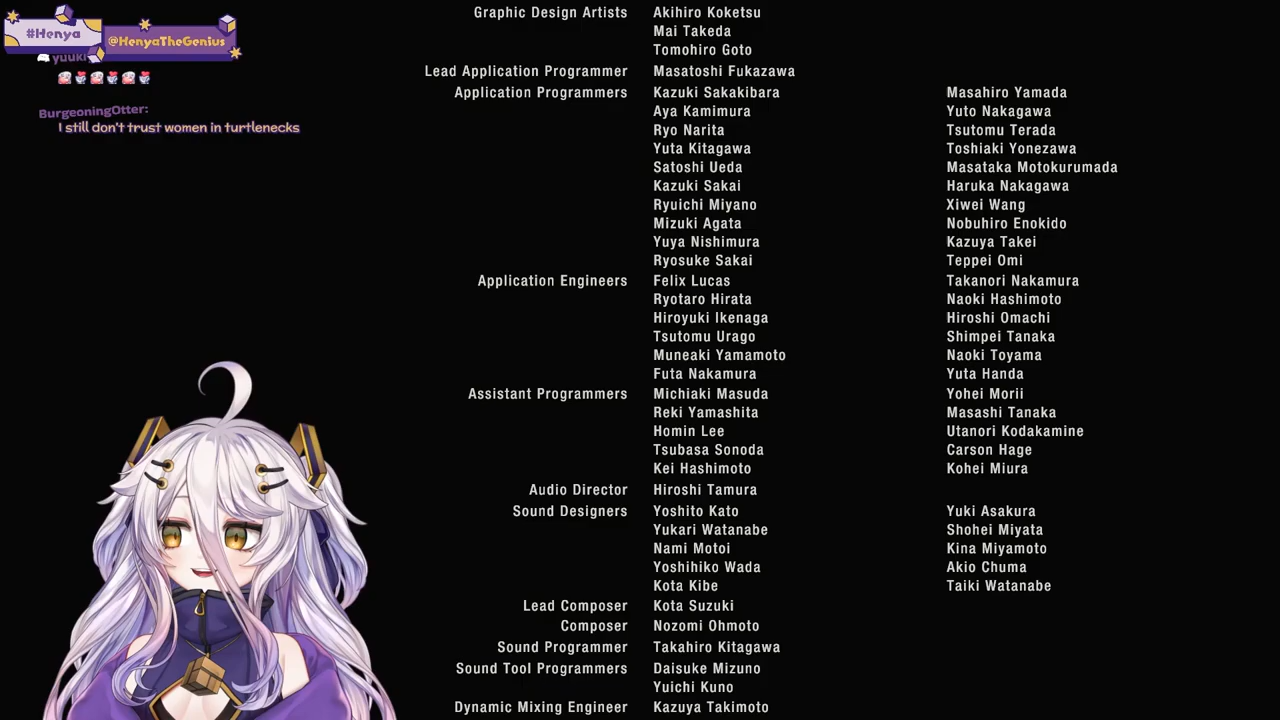 #Henya
@HenyaTheGenius
yuuki
BurgeoningOtter:
I still don't trust women in turtlenecks
Graphic Design Artists Akihiro Koketsu
Mai Takeda
Tomohiro Goto
Lead Application Programmer Masatoshi Fukazawa
Application Programmers Kazuki Sakakibara Masahiro Yamada
Aya Kamimura Yuto Nakagawa
Ryo Narita Tsutomu Terada
Yuta Kitagawa Toshiaki Yonezawa
Satoshi Ueda Masataka Motokurumada
Kazuki Sakai Haruka Nakagawa
Ryuichi Miyano Xiwei Wang
Mizuki Agata Nobuhiro Enokido
Yuya Nishimura Kazuya Takei
Ryosuke Sakai Teppei Omi
Application Engineers Felix Lucas Takanori Nakamura
Ryotaro Hirata Naoki Hashimoto
Hiroyuki Ikenaga Hiroshi Omachi
Tsutomu Urago Shimpei Tanaka
Muneaki Yamamoto Naoki Toyama
Futa Nakamura Yuta Handa
Assistant Programmers Michiaki Masuda Yohei Morii
Reki Yamashita Masashi Tanaka
Homin Lee Utanori Kodakamine
Tsubasa Sonoda Carson Hage
Kei Hashimoto Kohei Miura
Audio Director Hiroshi Tamura
Sound Designers Yoshito Kato Yuki Asakura
Yukari Watanabe Shohei Miyata
Nami Motoi Kina Miyamoto
Yoshihiko Wada Akio Chuma
Kota Kibe Taiki Watanabe
Lead Composer Kota Suzuki
Composer Nozomi Ohmoto
Sound Programmer Takahiro Kitagawa
Sound Tool Programmers Daisuke Mizuno
Yuichi Kuno
Dynamic Mixing Engineer Kazuya Takimoto